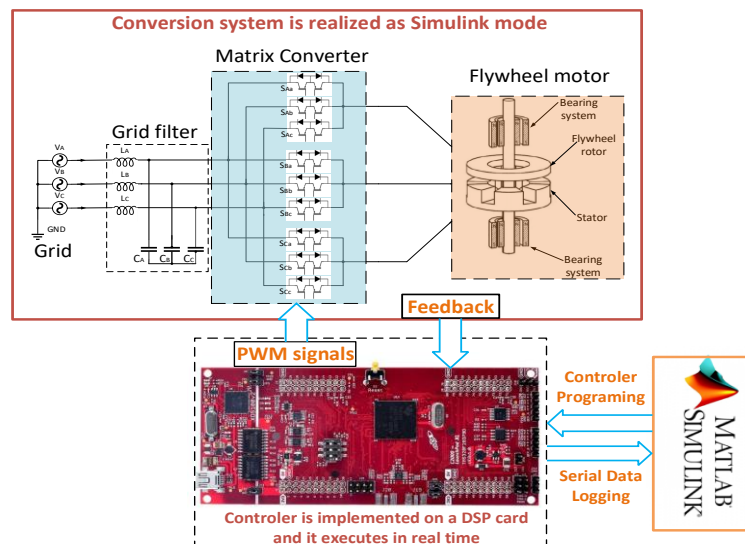 Conversion system is realized as Simulink mode
Matrix Converter
Flywheel motor
Grid filter
SAa
SAb
SAc
SBa
SBb
SBc
SCa
SCb
SCc
VA
VB
VC
LA
LB
LC
GND
Grid
CA
CB
CC
Bearing
system
Flywheel
rotor
Stator
Bearing
system
PWM signals
Feedback
Controler
Programing
Serial Data
Logging
MATLAB®
SIMULINK®
Controler is implemented on a DSP card
and it executes in real time